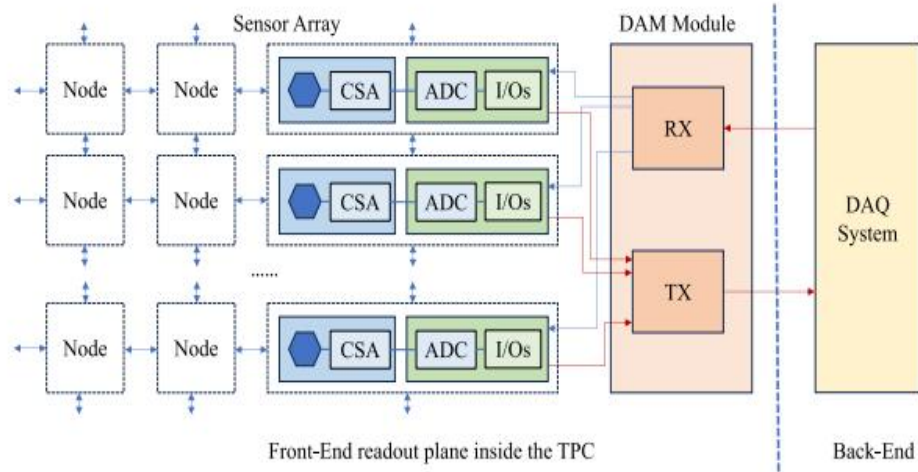 Sensor Array
DAM Module
Node
Node
CSA
ADC
I/Os
RX
Node
Node
CSA
ADC
I/Os
DAQ
System
......
TX
Node
Node
CSA
ADC
I/Os
Front-End readout plane inside the TPC
Back-End